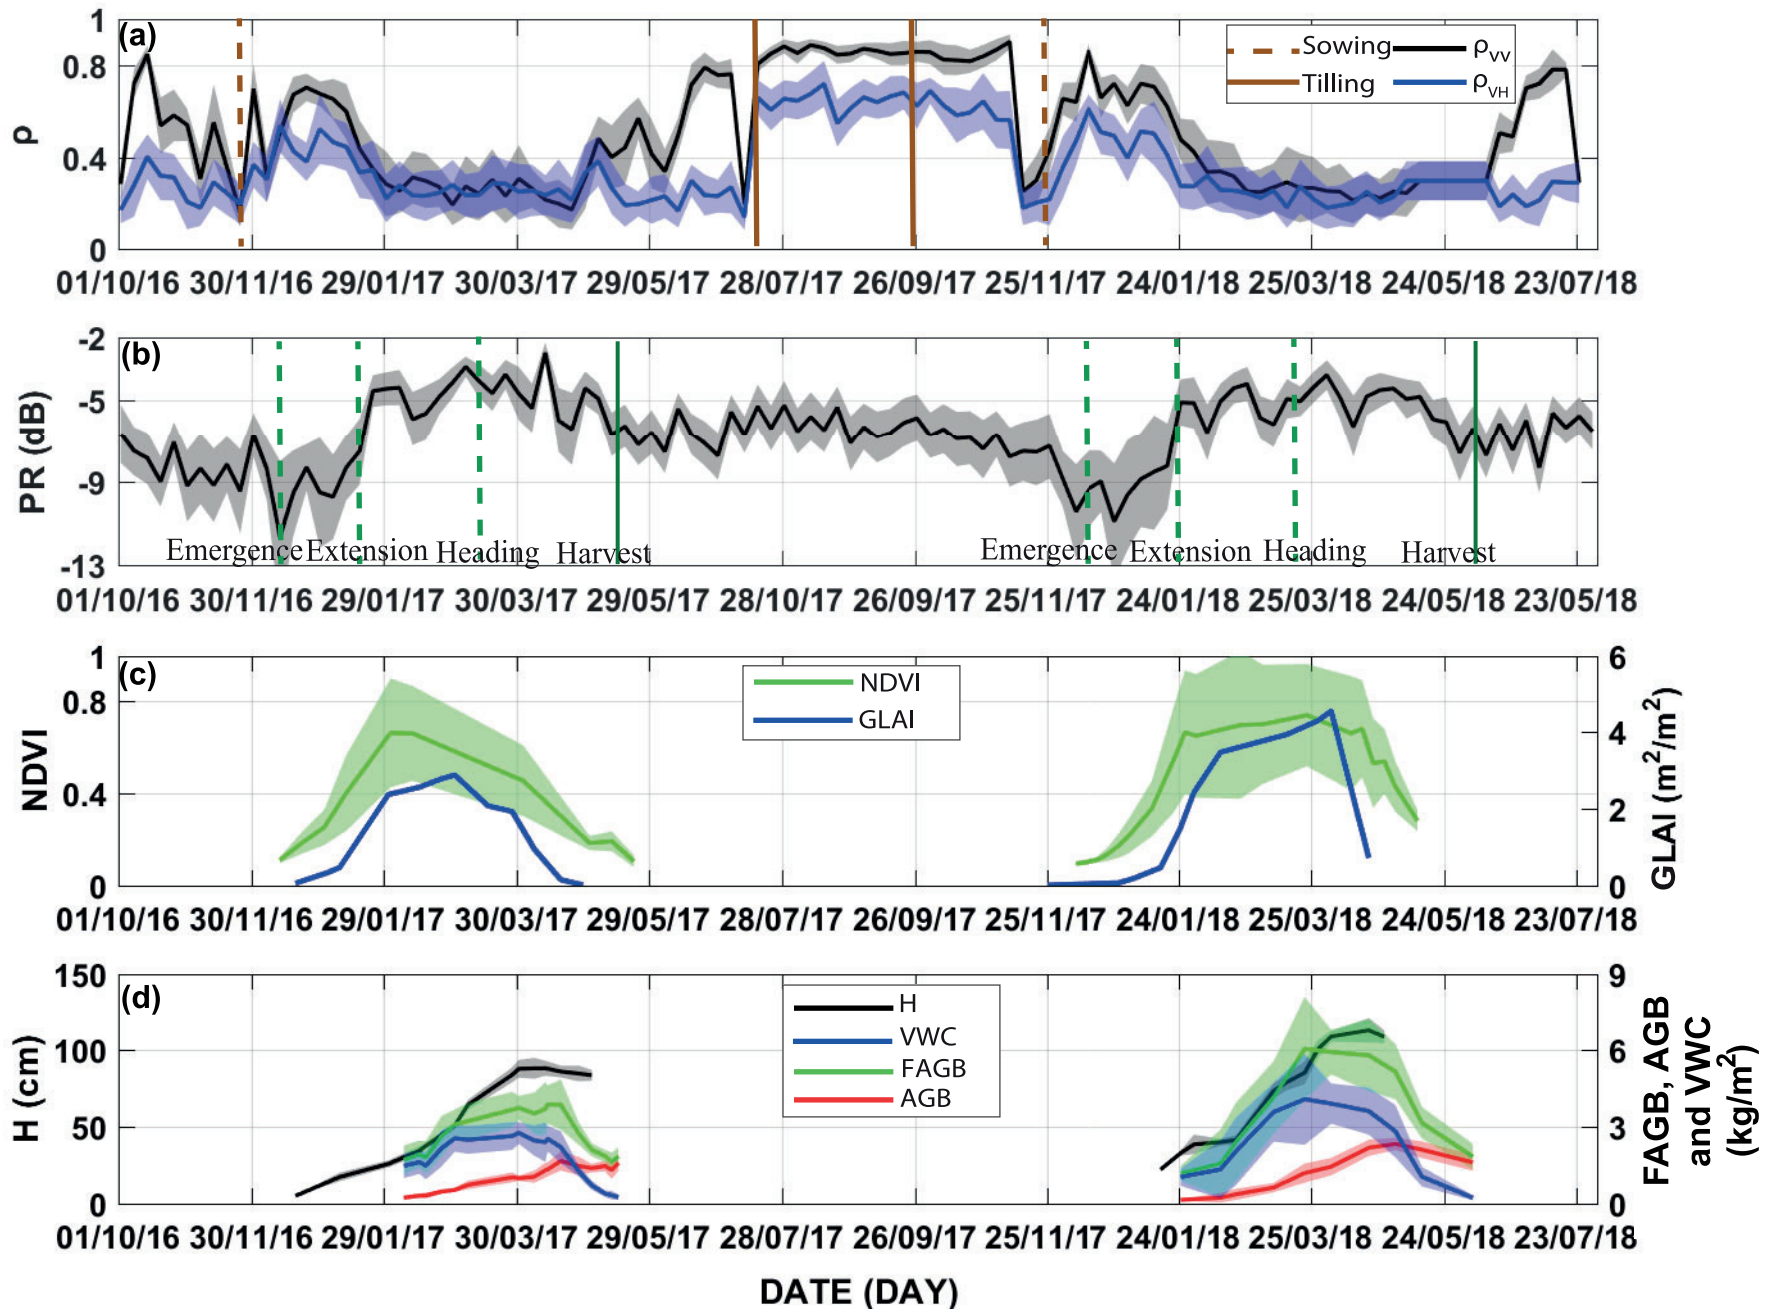 (a)
1
0.8
0.4
0
ρ
Sowing ρVV
Tilling ρVH
01/10/16 30/11/16 29/01/17 30/03/17 29/05/17 28/07/17 26/09/17 25/11/17 24/01/18 25/03/18 24/05/18 23/07/18
(b)
-2
-5
-9
-13
PR (dB)
Emergence Extension Heading Harvest Emergence Extension Heading Harvest
01/10/16 30/11/16 29/01/17 30/03/17 29/05/17 28/10/17 26/09/17 25/11/17 24/01/18 25/03/18 24/05/18 23/05/18
(c)
1
0.8
0.4
0
NDVI
NDVI
GLAI
6
4
2
0
GLAI (m²/m²)
01/10/16 30/11/16 29/01/17 30/03/17 29/05/17 28/07/17 26/09/17 25/11/17 24/01/18 25/03/18 24/05/18 23/07/18
(d)
150
100
50
0
H (cm)
H
VWC
FAGB
AGB
9
6
3
0
FAGB, AGB
and VWC
(kg/m²)
01/10/16 30/11/16 29/01/17 30/03/17 29/05/17 28/07/17 26/09/17 25/11/17 24/01/18 25/03/18 24/05/18 23/07/18
DATE (DAY)